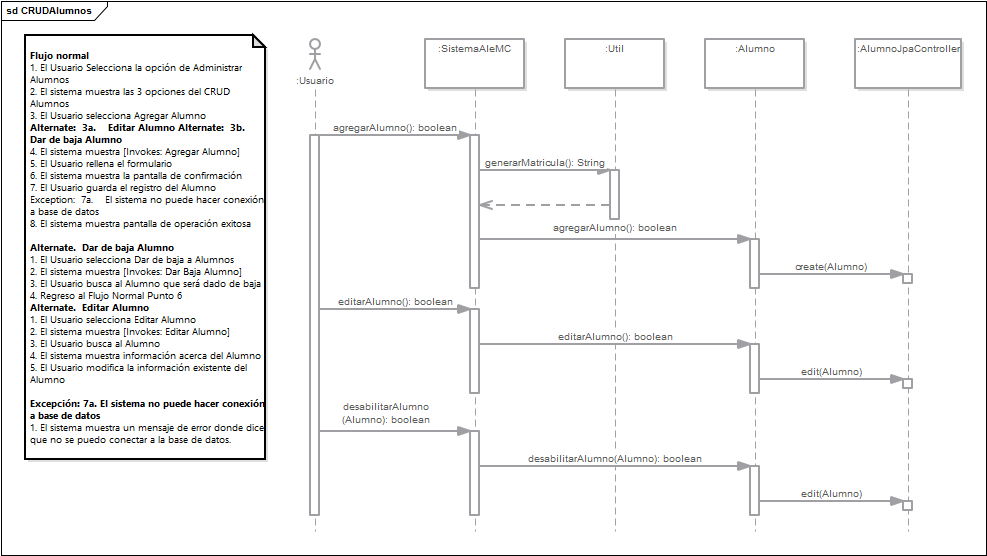 sd CRUDAlumnos
Flujo normal
1. El Usuario Selecciona la opción de Administrar
Alumnos
2. El sistema muestra las 3 opciones del CRUD
Alumnos
3. El Usuario selecciona Agregar Alumno
Alternate: 3a. Editar Alumno Alternate: 3b.
Dar de baja Alumno
4. El sistema muestra [Invokes: Agregar Alumno]
5. El Usuario rellena el formulario
6. El sistema muestra la pantalla de confirmación
7. El Usuario guarda el registro del Alumno
Exception: 7a. El sistema no puede hacer conexión
a base de datos
8. El sistema muestra pantalla de operación exitosa
Alternate. Dar de baja Alumno
1. El Usuario selecciona Dar de baja a Alumnos
2. El sistema muestra [Invokes: Dar Baja Alumno]
3. El Usuario busca al Alumno que será dado de baja
4. Regreso al Flujo Normal Punto 6
Alternate. Editar Alumno
1. El Usuario selecciona Editar Alumno
2. El sistema muestra [Invokes: Editar Alumno]
3. El Usuario busca al Alumno
4. El sistema muestra información acerca del Alumno
5. El Usuario modifica la información existente del
Alumno
Excepción: 7a. El sistema no puede hacer conexión
a base de datos
1. El sistema muestra un mensaje de error donde dice
que no se puedo conectar a la base de datos.
:Usuario
:SistemaAleMC
:Util
:Alumno
:AlumnoJpaController
agregarAlumno(): boolean
generarMatricula(): String
agregarAlumno(): boolean
create(Alumno)
editarAlumno(): boolean
editarAlumno(): boolean
edit(Alumno)
desabilitarAlumno
(Alumno): boolean
desabilitarAlumno(Alumno): boolean
edit(Alumno)